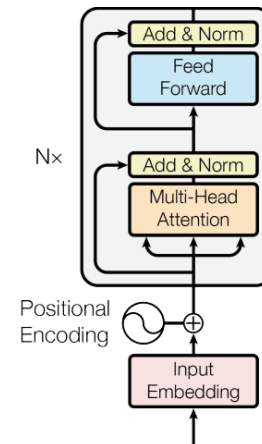 Add & Norm
Feed
Forward
N×
Add & Norm
Multi-Head
Attention
Positional
Encoding
Input
Embedding